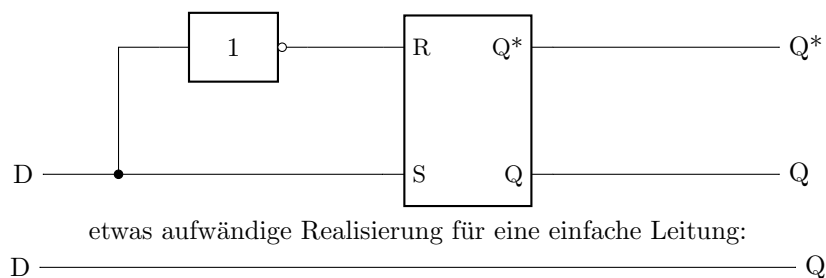 1
R Q* Q*
D S Q Q
etwas aufwändige Realisierung für eine einfache Leitung:
D Q